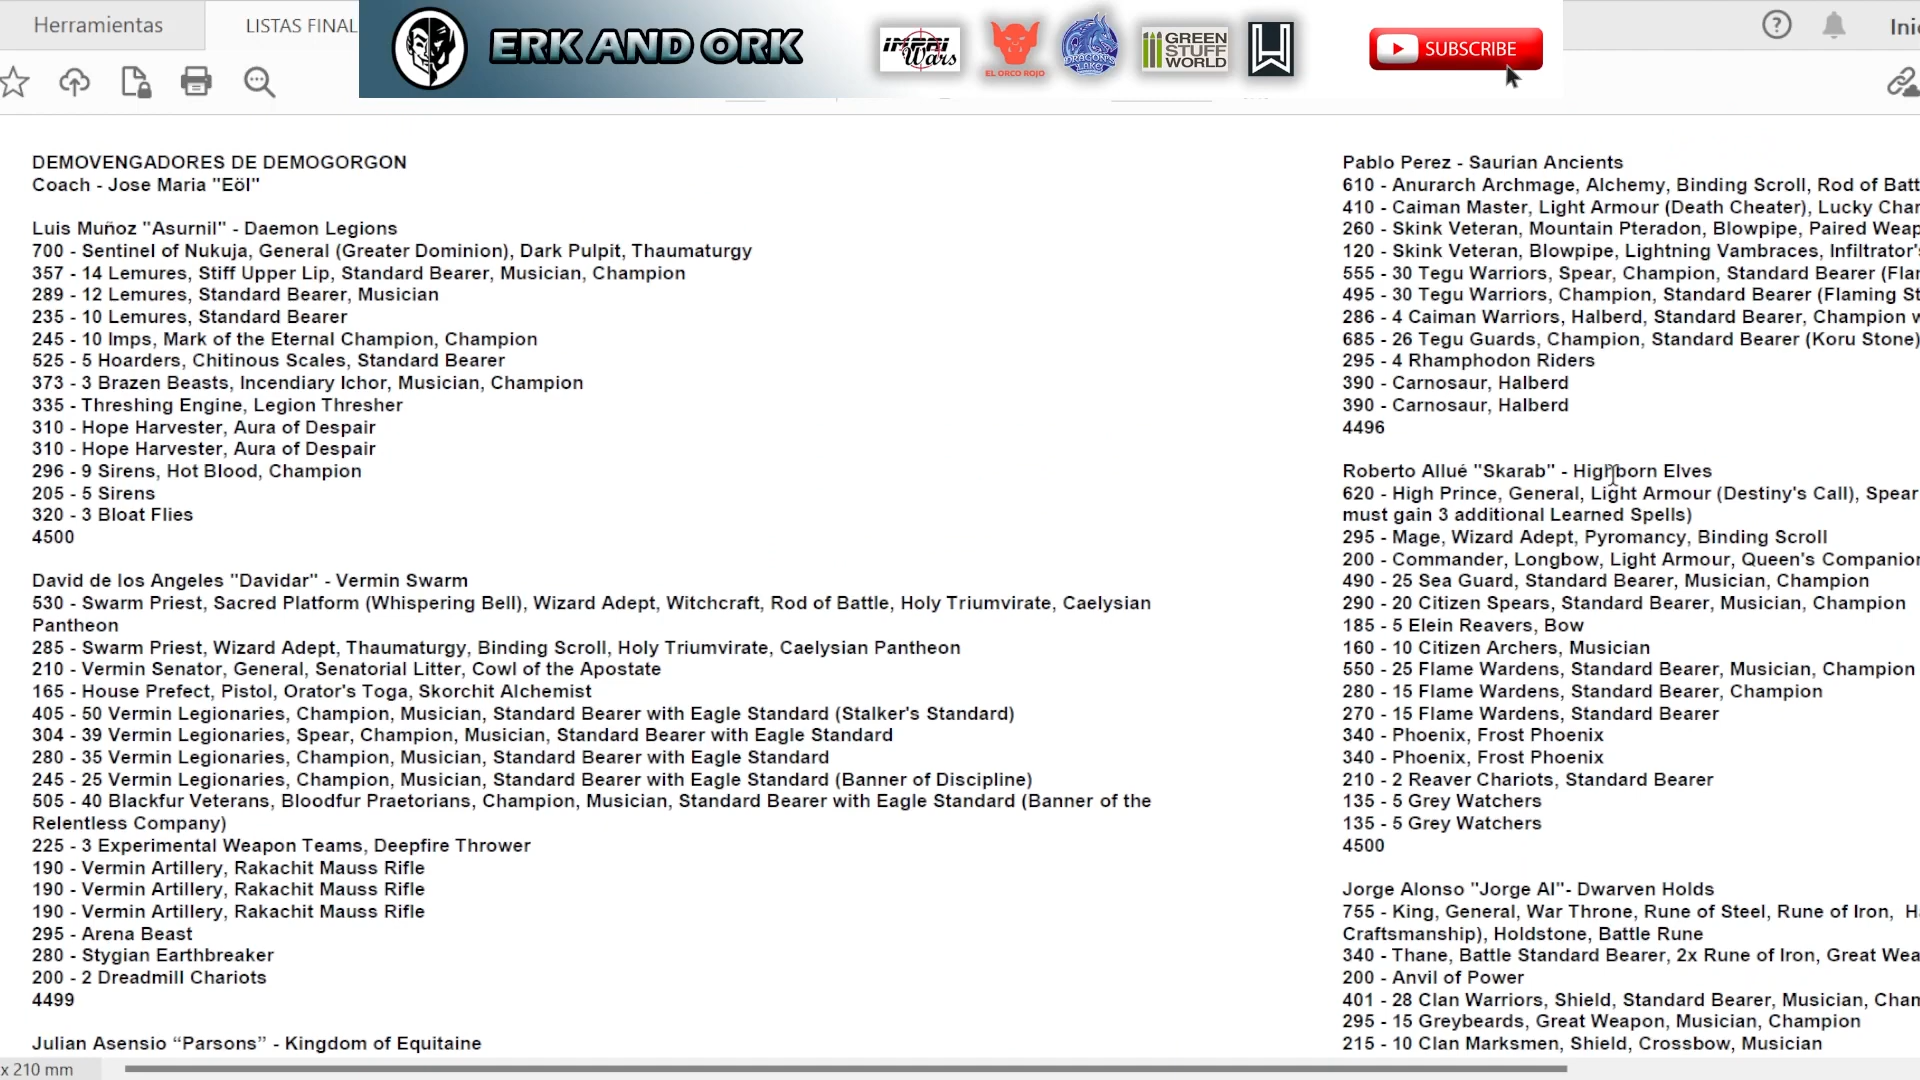 Herramientas
LISTAS FINAL
ERK AND ORK
IMPRI WARS
EL ORCO ROJO
DRAGON'S LAKE
GREEN STUFF WORLD
SUBSCRIBE
Ini
DEMOVENGADORES DE DEMOGORGON
Coach - Jose Maria "Eöl"
Luis Muñoz "Asurnil" - Daemon Legions
700 - Sentinel of Nukuja, General (Greater Dominion), Dark Pulpit, Thaumaturgy
357 - 14 Lemures, Stiff Upper Lip, Standard Bearer, Musician, Champion
289 - 12 Lemures, Standard Bearer, Musician
235 - 10 Lemures, Standard Bearer
245 - 10 Imps, Mark of the Eternal Champion, Champion
525 - 5 Hoarders, Chitinous Scales, Standard Bearer
373 - 3 Brazen Beasts, Incendiary Ichor, Musician, Champion
335 - Threshing Engine, Legion Thresher
310 - Hope Harvester, Aura of Despair
310 - Hope Harvester, Aura of Despair
296 - 9 Sirens, Hot Blood, Champion
205 - 5 Sirens
320 - 3 Bloat Flies
4500
David de los Angeles "Davidar" - Vermin Swarm
530 - Swarm Priest, Sacred Platform (Whispering Bell), Wizard Adept, Witchcraft, Rod of Battle, Holy Triumvirate, Caelysian
Pantheon
285 - Swarm Priest, Wizard Adept, Thaumaturgy, Binding Scroll, Holy Triumvirate, Caelysian Pantheon
210 - Vermin Senator, General, Senatorial Litter, Cowl of the Apostate
165 - House Prefect, Pistol, Orator's Toga, Skorchit Alchemist
405 - 50 Vermin Legionaries, Champion, Musician, Standard Bearer with Eagle Standard (Stalker's Standard)
304 - 39 Vermin Legionaries, Spear, Champion, Musician, Standard Bearer with Eagle Standard
280 - 35 Vermin Legionaries, Champion, Musician, Standard Bearer with Eagle Standard
245 - 25 Vermin Legionaries, Champion, Musician, Standard Bearer with Eagle Standard (Banner of Discipline)
505 - 40 Blackfur Veterans, Bloodfur Praetorians, Champion, Musician, Standard Bearer with Eagle Standard (Banner of the
Relentless Company)
225 - 3 Experimental Weapon Teams, Deepfire Thrower
190 - Vermin Artillery, Rakachit Mauss Rifle
190 - Vermin Artillery, Rakachit Mauss Rifle
190 - Vermin Artillery, Rakachit Mauss Rifle
295 - Arena Beast
280 - Stygian Earthbreaker
200 - 2 Dreadmill Chariots
4499
Julian Asensio “Parsons” - Kingdom of Equitaine
Pablo Perez - Saurian Ancients
610 - Anurarch Archmage, Alchemy, Binding Scroll, Rod of Batt
410 - Caiman Master, Light Armour (Death Cheater), Lucky Char
260 - Skink Veteran, Mountain Pteradon, Blowpipe, Paired Weap
120 - Skink Veteran, Blowpipe, Lightning Vambraces, Infiltrator's
555 - 30 Tegu Warriors, Spear, Champion, Standard Bearer (Flan
495 - 30 Tegu Warriors, Champion, Standard Bearer (Flaming St
286 - 4 Caiman Warriors, Halberd, Standard Bearer, Champion w
685 - 26 Tegu Guards, Champion, Standard Bearer (Koru Stone)
295 - 4 Rhamphodon Riders
390 - Carnosaur, Halberd
390 - Carnosaur, Halberd
4496
Roberto Allué "Skarab" - Highborn Elves
620 - High Prince, General, Light Armour (Destiny's Call), Spear
must gain 3 additional Learned Spells)
295 - Mage, Wizard Adept, Pyromancy, Binding Scroll
200 - Commander, Longbow, Light Armour, Queen's Companion
490 - 25 Sea Guard, Standard Bearer, Musician, Champion
290 - 20 Citizen Spears, Standard Bearer, Musician, Champion
185 - 5 Elein Reavers, Bow
160 - 10 Citizen Archers, Musician
550 - 25 Flame Wardens, Standard Bearer, Musician, Champion
280 - 15 Flame Wardens, Standard Bearer, Champion
270 - 15 Flame Wardens, Standard Bearer
340 - Phoenix, Frost Phoenix
340 - Phoenix, Frost Phoenix
210 - 2 Reaver Chariots, Standard Bearer
135 - 5 Grey Watchers
135 - 5 Grey Watchers
4500
Jorge Alonso "Jorge Al"- Dwarven Holds
755 - King, General, War Throne, Rune of Steel, Rune of Iron, Ha
Craftsmanship), Holdstone, Battle Rune
340 - Thane, Battle Standard Bearer, 2x Rune of Iron, Great Wea
200 - Anvil of Power
401 - 28 Clan Warriors, Shield, Standard Bearer, Musician, Cham
295 - 15 Greybeards, Great Weapon, Musician, Champion
215 - 10 Clan Marksmen, Shield, Crossbow, Musician
x 210 mm